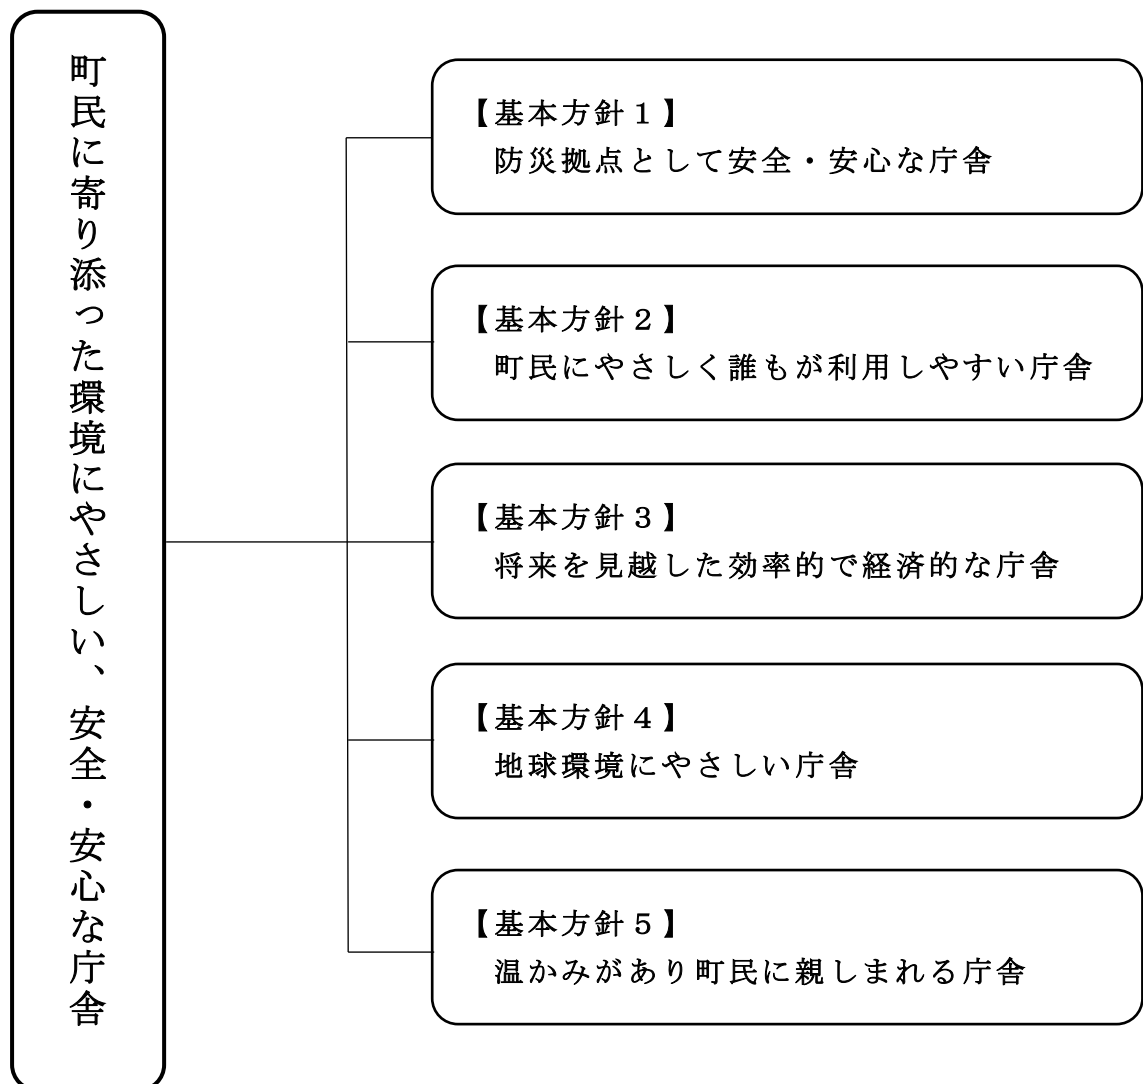 町民に寄り添った環境にやさしい、安全・安心な庁舎
【基本方針１】
防災拠点として安全・安心な庁舎
【基本方針２】
町民にやさしく誰もが利用しやすい庁舎
【基本方針３】
将来を見越した効率的で経済的な庁舎
【基本方針４】
地球環境にやさしい庁舎
【基本方針５】
温かみがあり町民に親しまれる庁舎